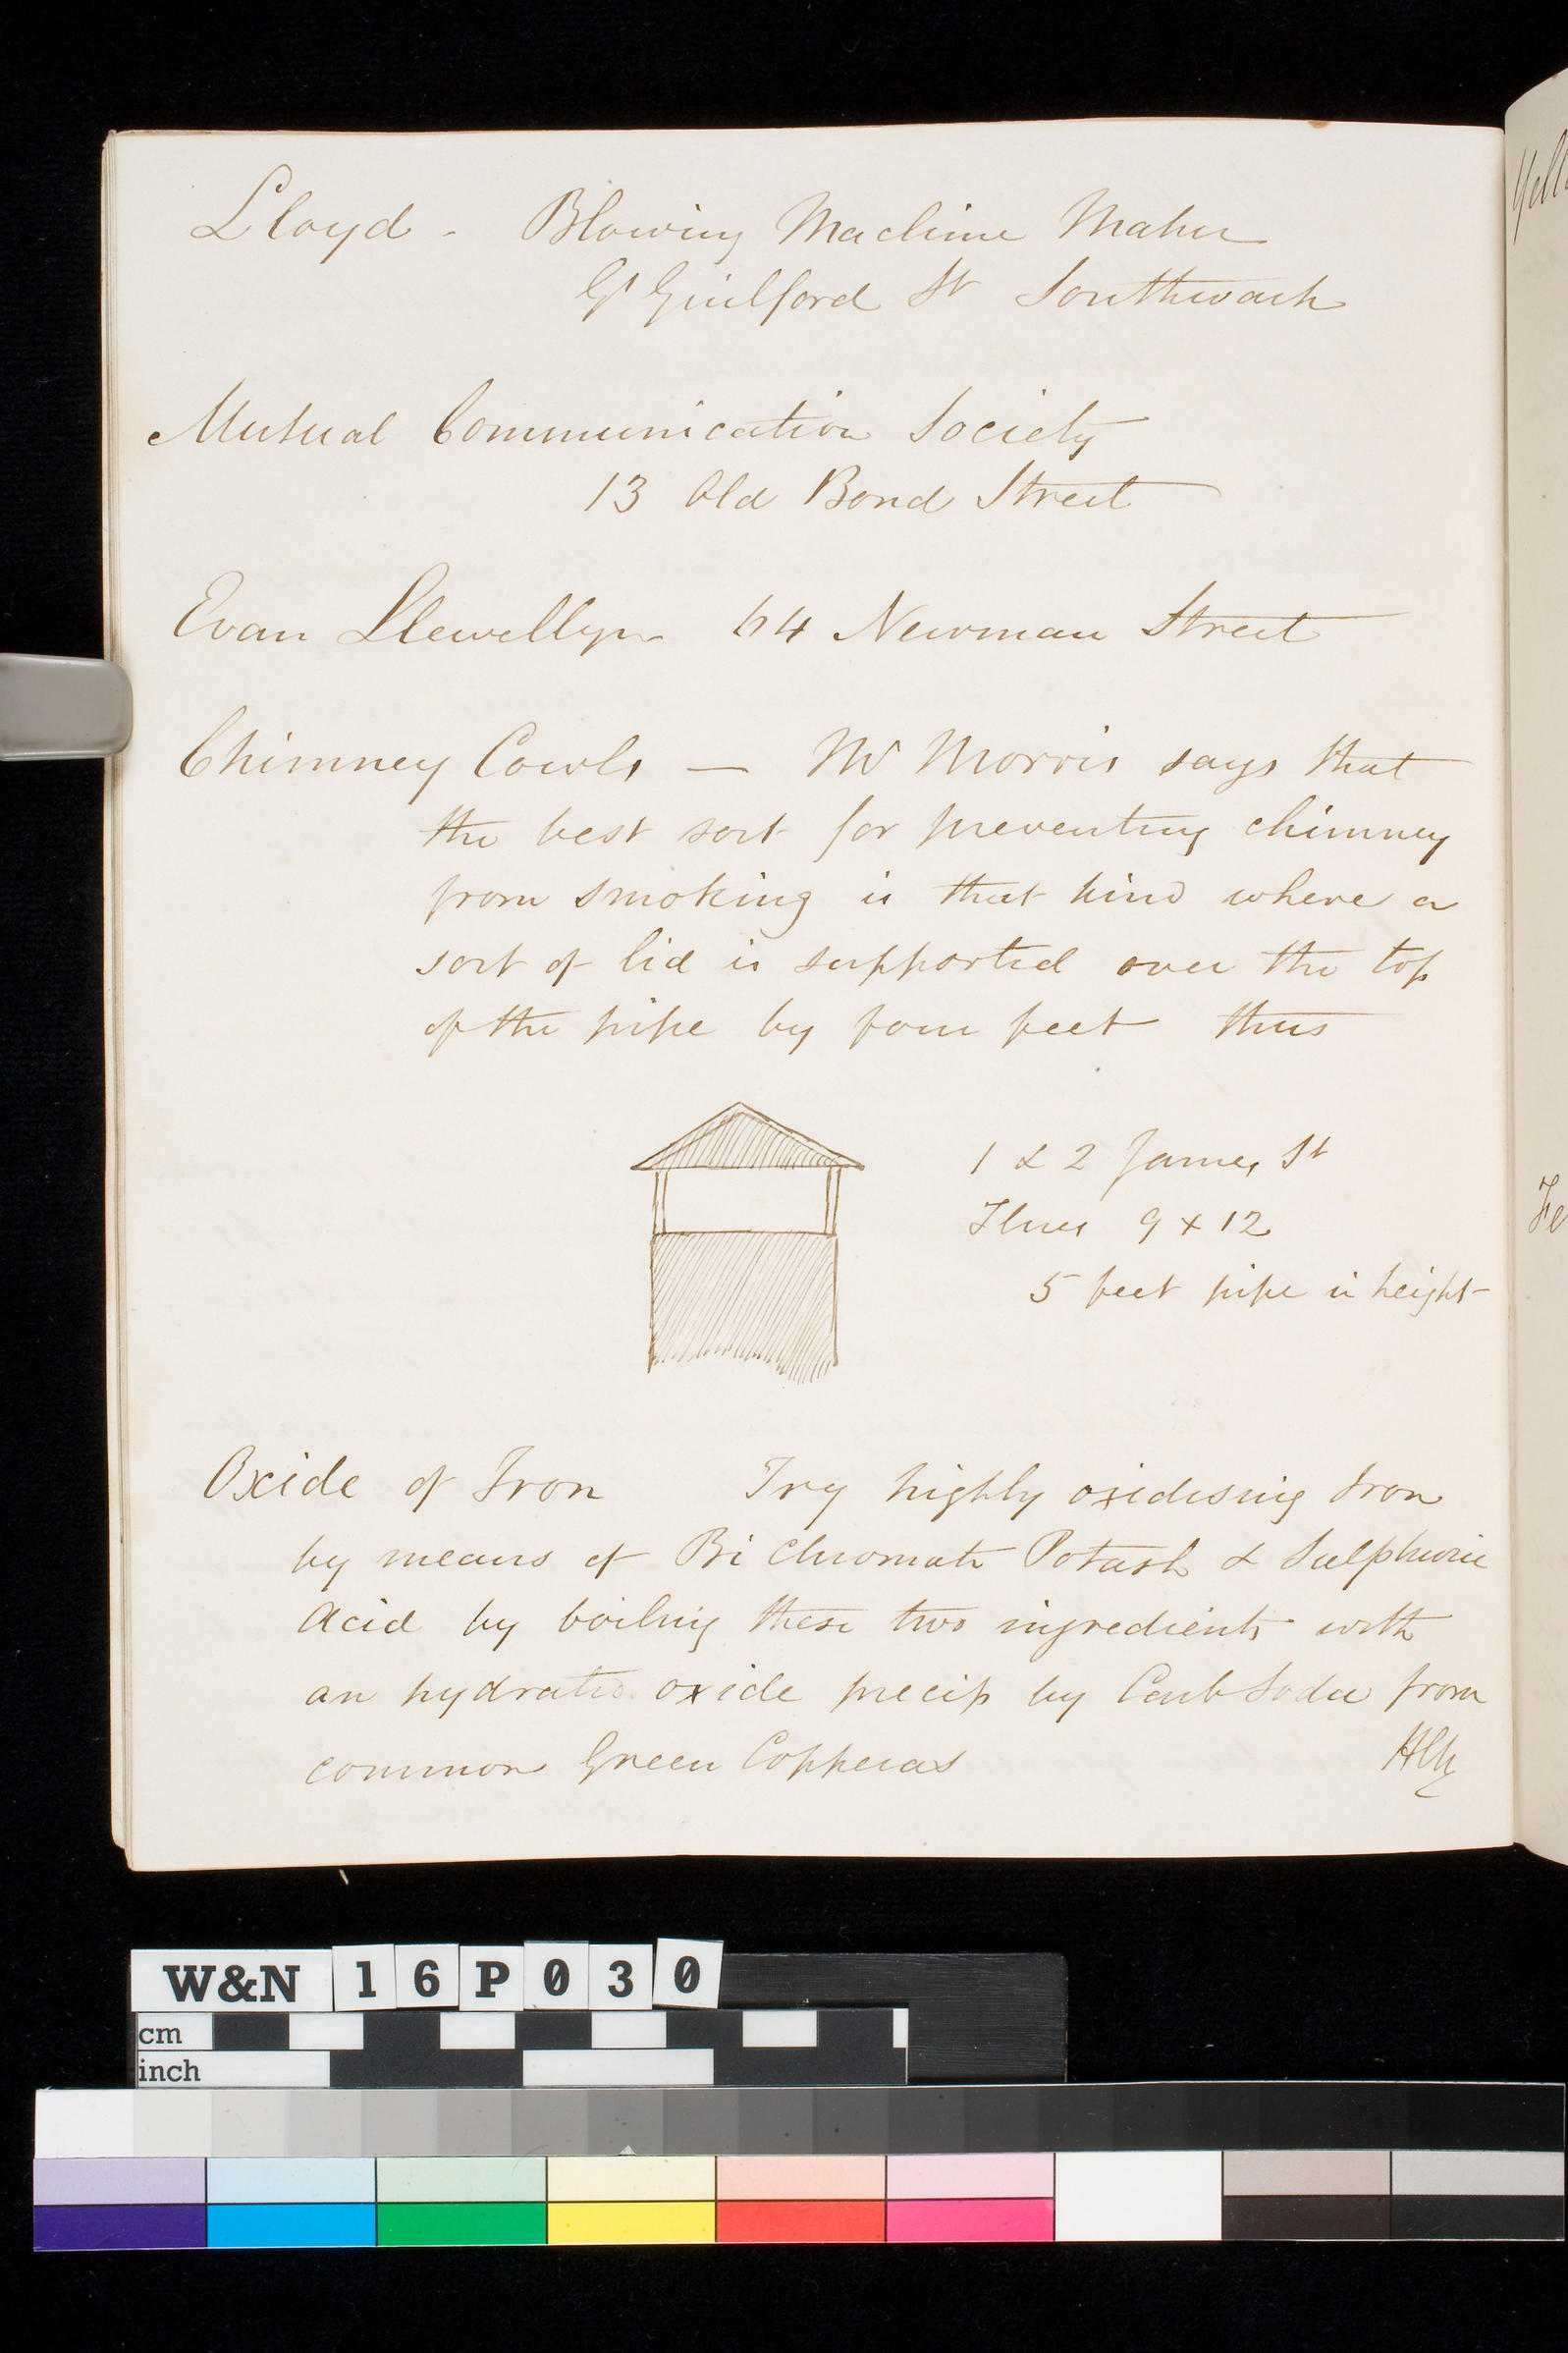 Lloyd - Blowing Machine Maker
Gt Guilford St Southwark
Mutual Communication Society
13 Old Bond Street
Evan Llewellyn 64 Newman Street
Chimney Cowls — Mr Morris says that
the best sort for preventing chimney
from smoking is that kind where a
sort of lid is supported over the top
of the pipe by four feet thus
1 & 2 James St
Flues 9 x 12
5 feet pipe in height
Oxide of Iron Try highly oxidising Iron
by means of Bi Chromate Potash & Sulphuric
Acid by boiling these two ingredients with
an hydratic oxide precip by Carb Soda from
common Green Copperas
W&N 16P030
cm
inch